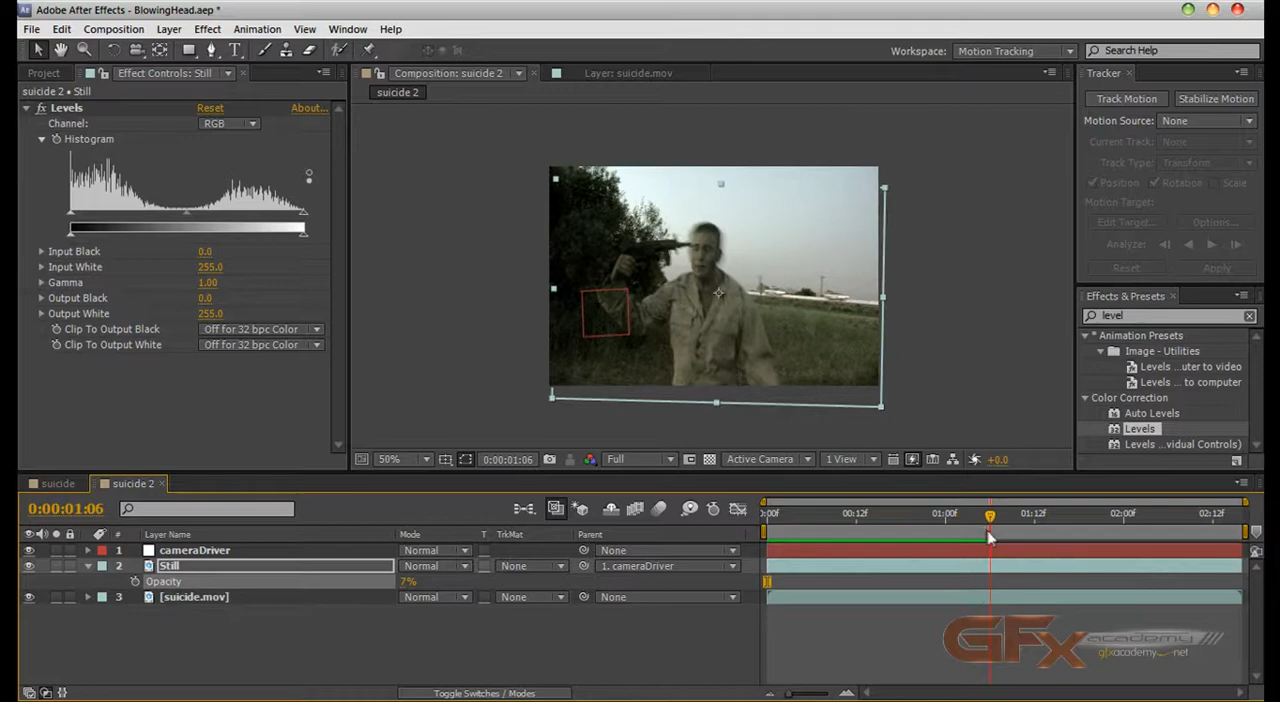 Adobe After Effects - BlowingHead.aep *
File Edit Composition Layer Effect Animation View Window Help
Workspace: Motion Tracking Search Help
Project Effect Controls: Still Composition: suicide 2 Layer: suicide.mov Tracker
suicide 2 • Still
suicide 2
Levels Reset About...
Channel: RGB
Histogram
Input Black 0.0
Input White 255.0
Gamma 1.00
Output Black 0.0
Output White 255.0
Clip To Output Black Off for 32 bpc Color
Clip To Output White Off for 32 bpc Color
50% 0:00:01:06 Full Active Camera 1 View +0.0
Track Motion Stabilize Motion
Motion Source: None
Current Track: None
Track Type: Transform
Position Rotation Scale
Motion Target:
Edit Target... Options...
Analyze:
Reset Apply
Effects & Presets
level
* Animation Presets
Image - Utilities
Levels ...uter to video
Levels ... to computer
Color Correction
Auto Levels
Levels
Levels ...vidual Controls)
suicide suicide 2
0:00:01:06
:00f 00:12f 01:00f 01:12f 02:00f 02:12f
# Layer Name Mode T TrkMat Parent
1 cameraDriver Normal None
2 Still Normal None 1. cameraDriver
Opacity 7%
3 [suicide.mov] Normal None None
Toggle Switches / Modes
GFx academy
gfxacademy.net